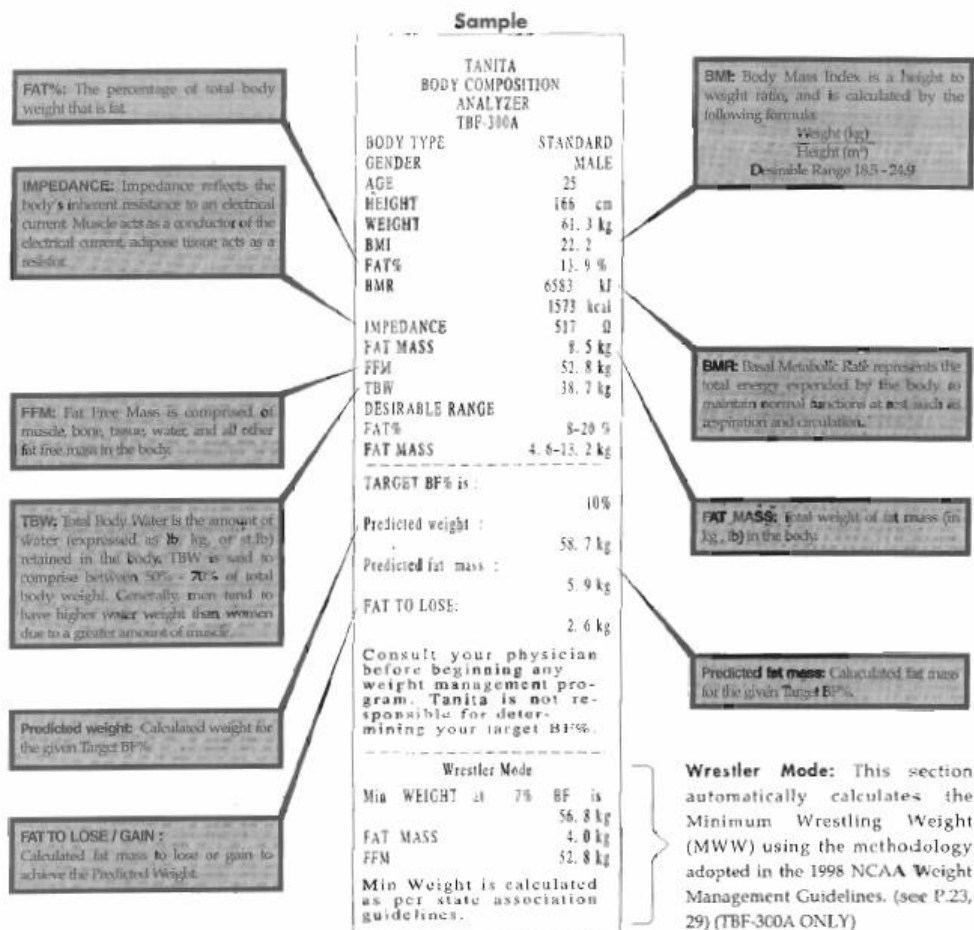 Sample
FAT%: The percentage of total body
weight that is fat.
IMPEDANCE: Impedance reflects the
body's inherent resistance to an electrical
current. Muscle acts as a conductor of the
electrical current, adipose tissue acts as a
resistor.
FFM: Fat Free Mass is comprised of
muscle, bone, tissue, water, and all other
fat free mass in the body.
TBW: Total Body Water is the amount of
water (expressed as lb, kg, or st.lb)
retained in the body. TBW is said to
comprise between 50% - 70% of total
body weight. Generally, men tend to
have higher water weight than women
due to a greater amount of muscle.
Predicted weight: Calculated weight for
the given Target BF%.
FAT TO LOSE / GAIN :
Calculated fat mass to lose or gain to
achieve the Predicted Weight.
TANITA
BODY COMPOSITION
ANALYZER
TBF-300A
BODY TYPE STANDARD
GENDER MALE
AGE 25
HEIGHT 166 cm
WEIGHT 61.3 kg
BMI 22.2
FAT% 13.9 %
BMR 6583 kJ
1573 kcal
IMPEDANCE 517 Ω
FAT MASS 8.5 kg
FFM 52.8 kg
TBW 38.7 kg
DESIRABLE RANGE
FAT% 8-20 %
FAT MASS 4.6-13.2 kg
TARGET BF% is :
10%
Predicted weight :
58.7 kg
Predicted fat mass :
5.9 kg
FAT TO LOSE:
2.6 kg
Consult your physician
before beginning any
weight management pro-
gram. Tanita is not re-
sponsible for deter-
mining your target BF%.
Wrestler Mode
Min WEIGHT at 7% BF is
56.8 kg
FAT MASS 4.0 kg
FFM 52.8 kg
Min Weight is calculated
as per state association
guidelines.
BMI: Body Mass Index is a height to
weight ratio, and is calculated by the
following formula:
Weight (kg)
Height (m²)
Desirable Range 18.5 - 24.9
BMR: Basal Metabolic Rate represents the
total energy expended by the body to
maintain normal functions at rest such as
respiration and circulation.
FAT MASS: Total weight of fat mass (in
kg, lb) in the body.
Predicted fat mass: Caluculated fat mass
for the given Target BF%.
Wrestler Mode: This section
automatically calculates the
Minimum Wrestling Weight
(MWW) using the methodology
adopted in the 1998 NCAA Weight
Management Guidelines. (see P.23,
29) (TBF-300A ONLY)